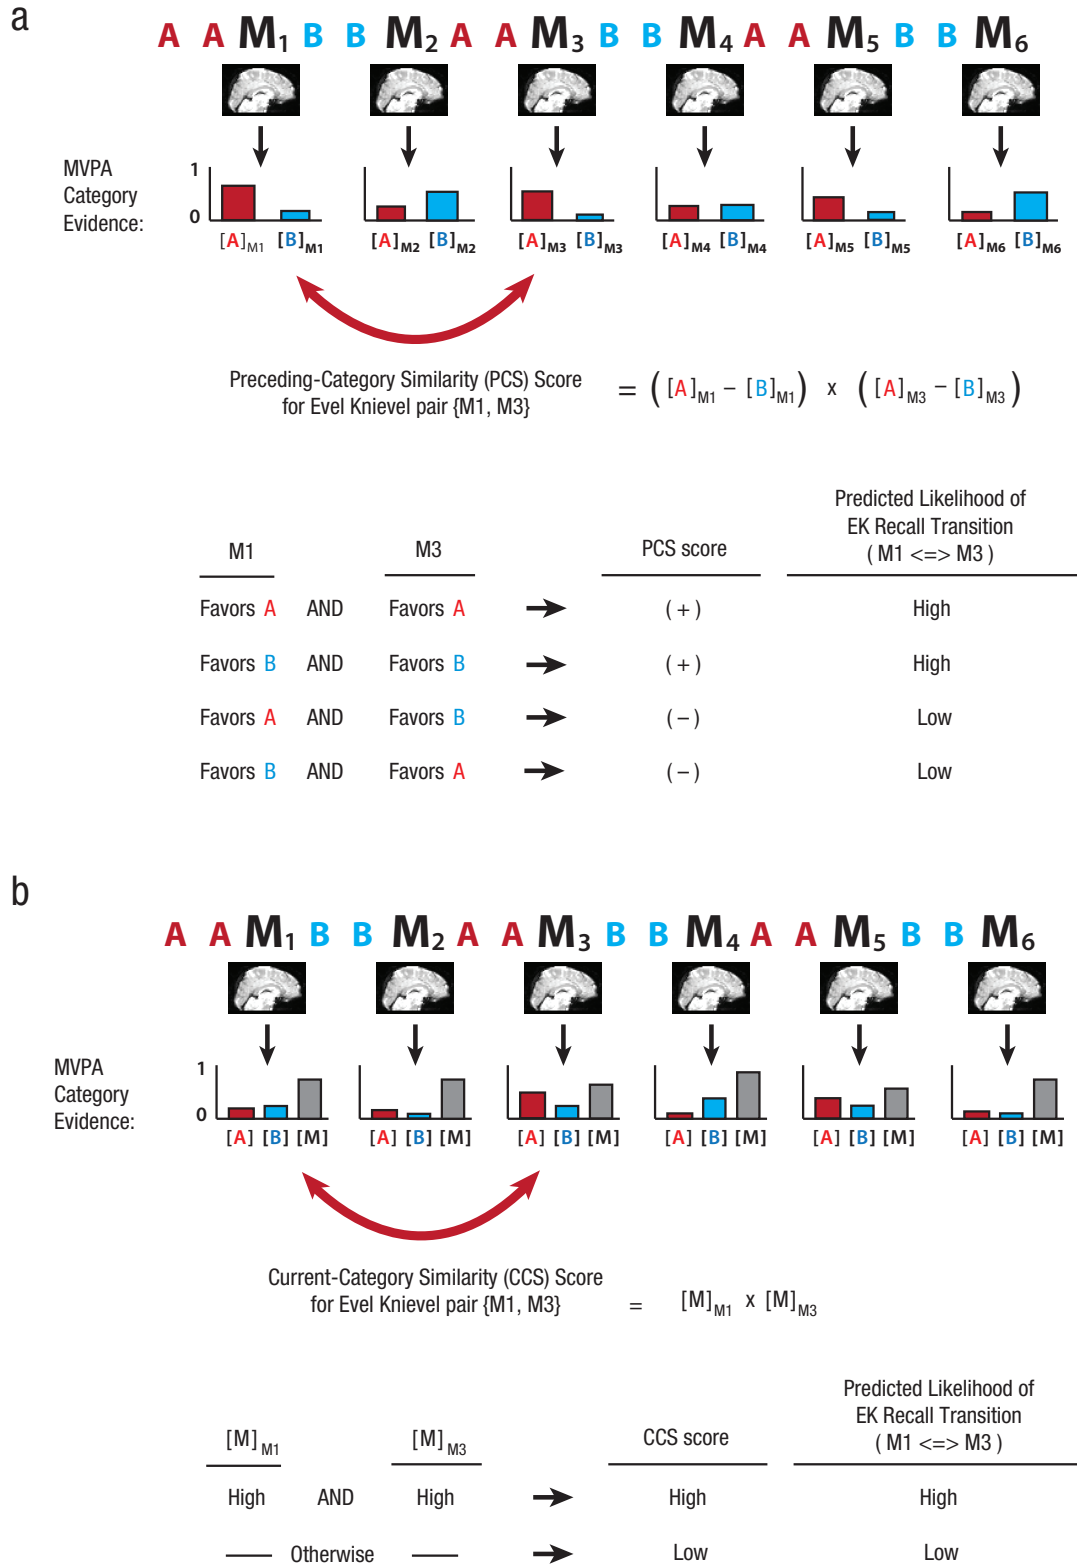 a
A A M1 B B M2 A A M3 B B M4 A A M5 B B M6
MVPA
Category
Evidence:
1
0
[A]M1 [B]M1 [A]M2 [B]M2 [A]M3 [B]M3 [A]M4 [B]M4 [A]M5 [B]M5 [A]M6 [B]M6
Preceding-Category Similarity (PCS) Score
for Evel Knievel pair {M1, M3}
= ([A]M1 – [B]M1) x ([A]M3 – [B]M3)
Predicted Likelihood of
EK Recall Transition
M1 M3 PCS score ( M1 <=> M3 )
Favors A AND Favors A (+) High
Favors B AND Favors B (+) High
Favors A AND Favors B (–) Low
Favors B AND Favors A (–) Low
b
A A M1 B B M2 A A M3 B B M4 A A M5 B B M6
MVPA
Category
Evidence:
1
0
[A] [B] [M] [A] [B] [M] [A] [B] [M] [A] [B] [M] [A] [B] [M] [A] [B] [M]
Current-Category Similarity (CCS) Score
for Evel Knievel pair {M1, M3}
= [M]M1 x [M]M3
Predicted Likelihood of
EK Recall Transition
[M]M1 [M]M3 CCS score ( M1 <=> M3 )
High AND High High High
— Otherwise — Low Low